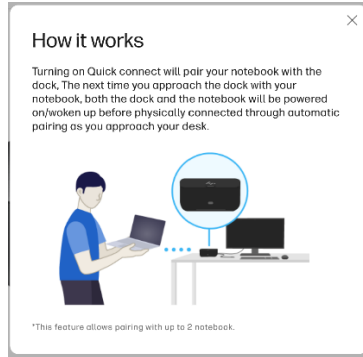 How it works
Turning on Quick connect will pair your notebook with the
dock, The next time you approach the dock with your
notebook, both the dock and the notebook will be powered
on/woken up before physically connected through automatic
pairing as you approach your desk.
*This feature allows pairing with up to 2 notebook.